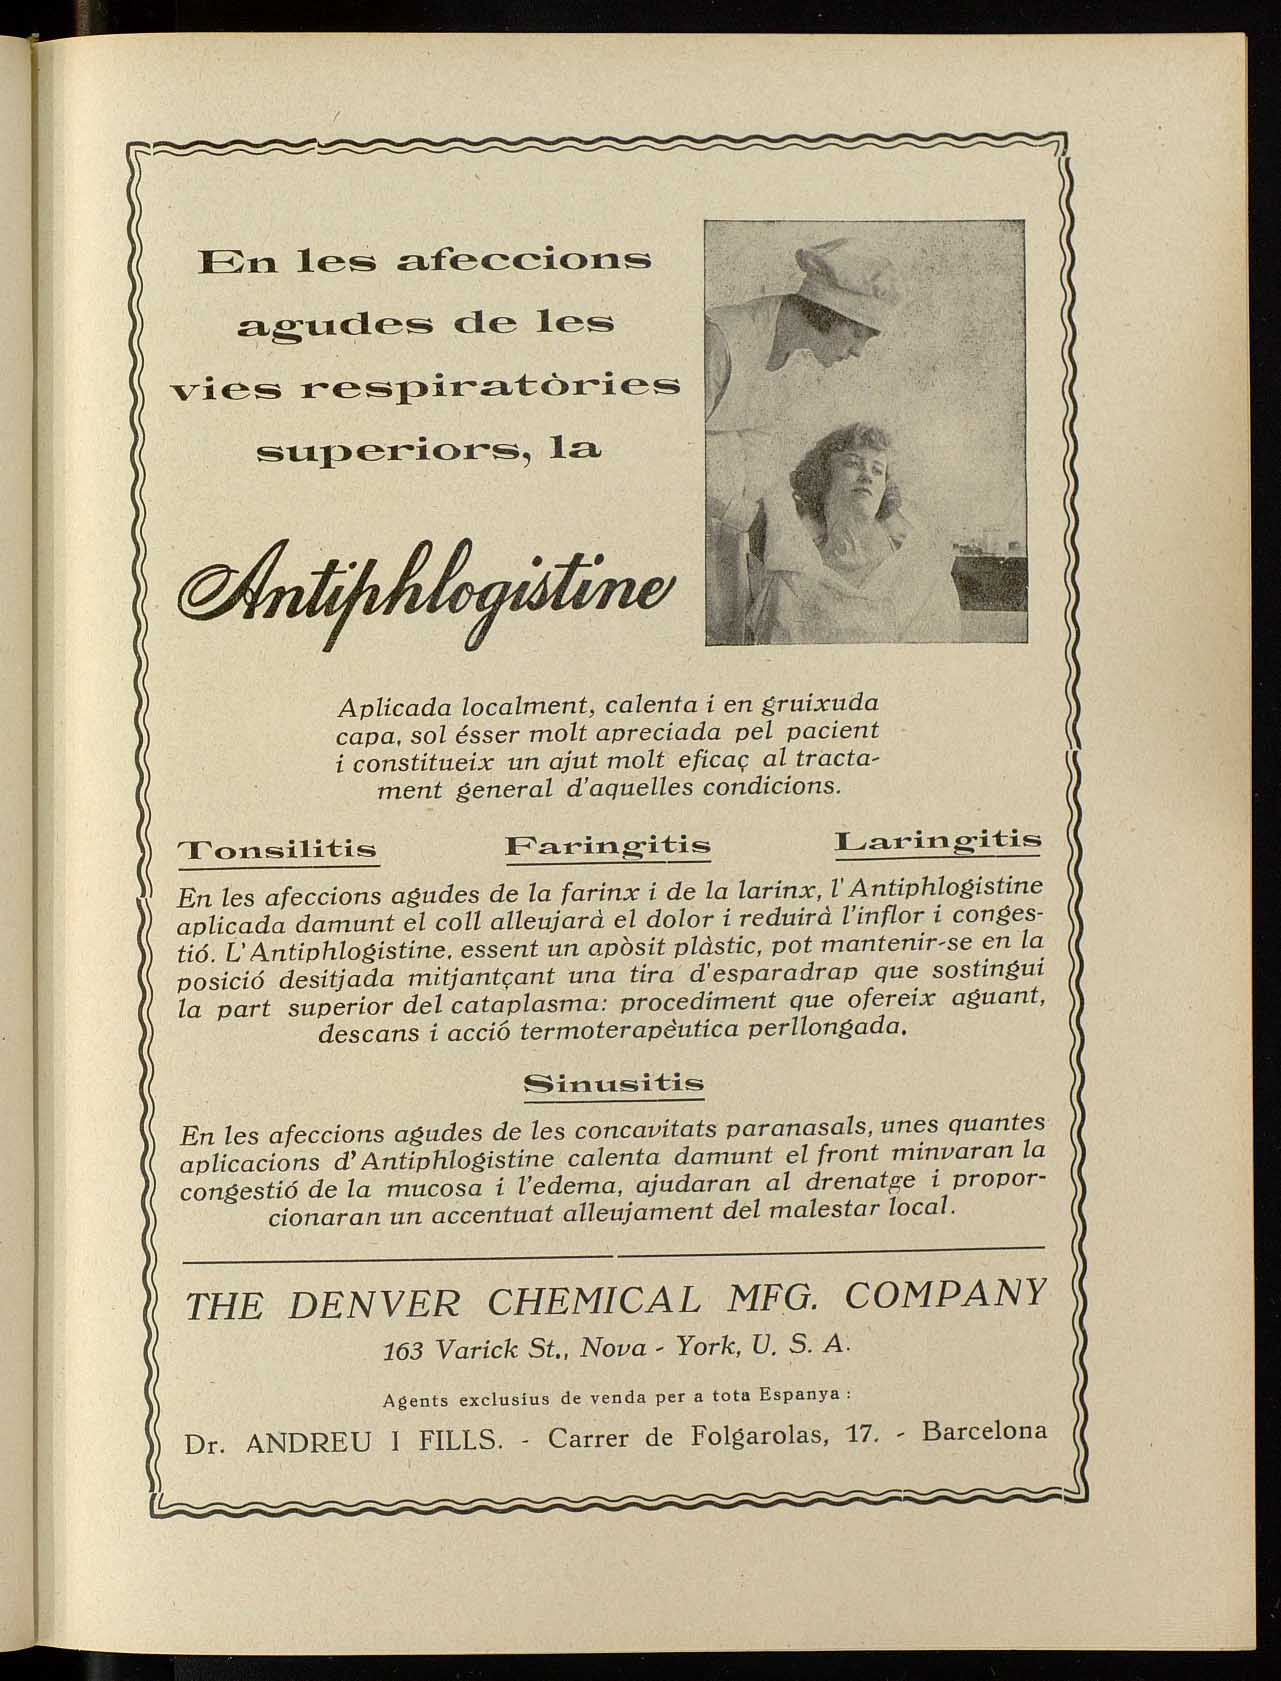 En les afeccions
agudes de les
vies respiratòries
superiors, la
Antiphlogistine
Aplicada localment, calenta i en gruixuda
capa, sol ésser molt apreciada pel pacient
i constitueix un ajut molt eficaç al tracta-
ment general d'aquelles condicions.
Tonsilitis Faringitis Laringitis
En les afeccions agudes de la farinx i de la larinx, l'Antiphlogistine
aplicada damunt el coll alleujarà el dolor i reduirà l'inflor i conges-
tió. L'Antiphlogistine, essent un apòsit plàstic, pot mantenir-se en la
posició desitjada mitjantçant una tira d'esparadrap que sostingui
la part superior del cataplasma: procediment que ofereix aguant,
descans i acció termoterapèutica perllongada.
Sinusitis
En les afeccions agudes de les concavitats paranasals, unes quantes
aplicacions d'Antiphlogistine calenta damunt el front minvaran la
congestió de la mucosa i l'edema, ajudaran al drenatge i propor-
cionaran un accentuat alleujament del malestar local.
THE DENVER CHEMICAL MFG. COMPANY
163 Varick St., Nova - York, U. S. A.
Agents exclusius de venda per a tota Espanya:
Dr. ANDREU I FILLS. - Carrer de Folgarolas, 17. - Barcelona